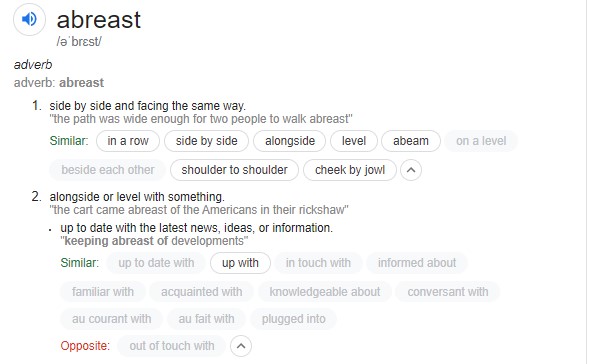 abreast
/əˈbrɛst/
adverb
adverb: abreast
1. side by side and facing the same way.
"the path was wide enough for two people to walk abreast"
Similar: in a row side by side alongside level abeam on a level
beside each other shoulder to shoulder cheek by jowl
2. alongside or level with something.
"the cart came abreast of the Americans in their rickshaw"
• up to date with the latest news, ideas, or information.
"keeping abreast of developments"
Similar: up to date with up with in touch with informed about
familiar with acquainted with knowledgeable about conversant with
au courant with au fait with plugged into
Opposite: out of touch with